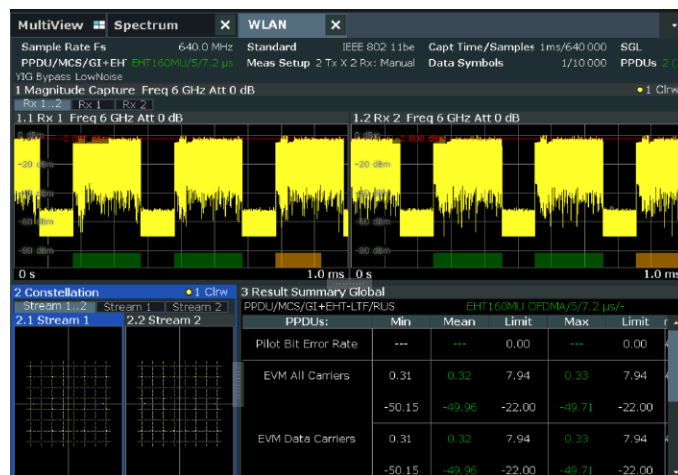 MultiView Spectrum X WLAN X
Sample Rate Fs 640.0 MHz Standard IEEE 802 11be Capt Time/Samples 1ms/640 000 SGL
PPDU/MCS/GI+EH EHT160MU/5/7.2 µs Meas Setup 2 Tx X 2 Rx: Manual Data Symbols 1/10 000 PPDUs 2
YIG Bypass LowNoise
1 Magnitude Capture Freq 6 GHz Att 0 dB 1 Clrw
Rx 1..2 Rx 1 Rx 2
1.1 Rx 1 Freq 6 GHz Att 0 dB 1.2 Rx 2 Freq 6 GHz Att 0 dB
0 dBm 0 dBm
-20 dBm -20 dBm
-60 dBm -60 dBm
-80 dBm -80 dBm
0 s 1.0 ms 0 s 1.0 ms
2 Constellation 1 Clrw 3 Result Summary Global
Stream 1..2 Stream 1 Stream 2 PPDU/MCS/GI+EHT-LTF/RUS EHT160MU OFDMA/5/7.2 µs/-
2.1 Stream 1 2.2 Stream 2 PPDUs: Min Mean Limit Max Limit
Pilot Bit Error Rate --- --- 0.00 --- 0.00
EVM All Carriers 0.31 0.32 7.94 0.33 7.94
-50.15 -49.96 -22.00 -49.71 -22.00
EVM Data Carriers 0.31 0.32 7.94 0.33 7.94
-50.15 -49.96 -22.00 -49.71 -22.00